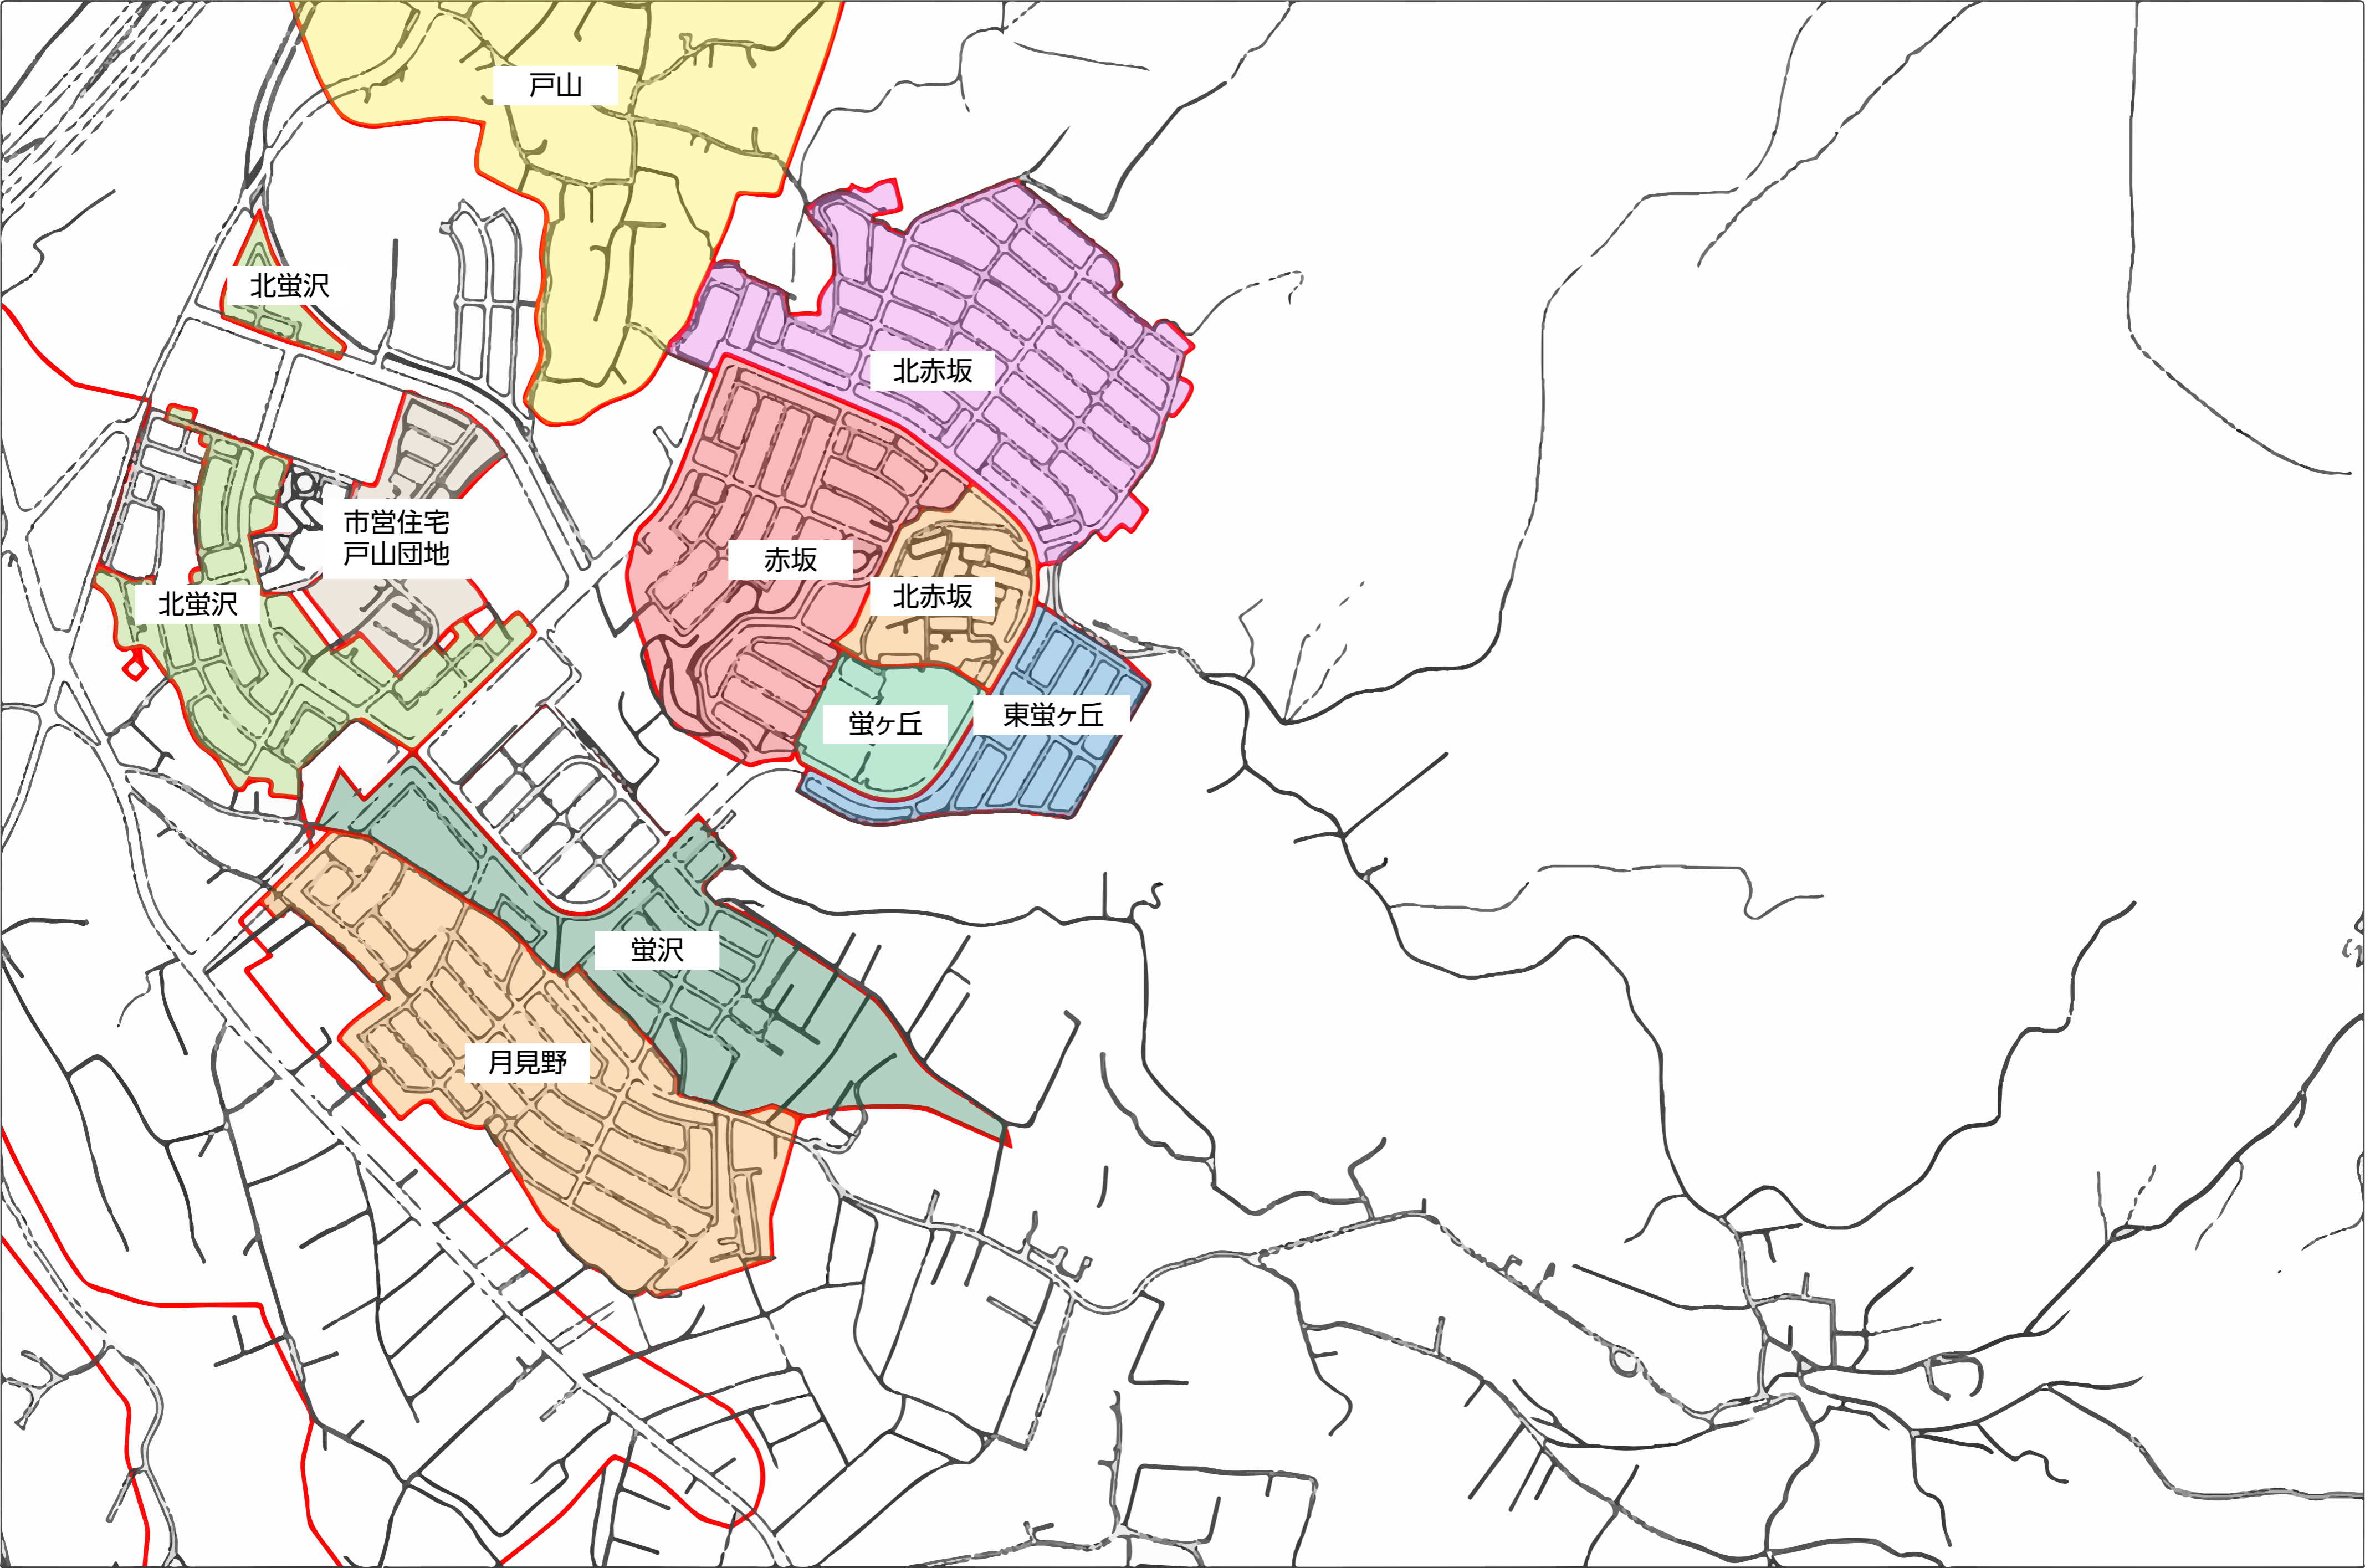 戸山
北蛍沢
北赤坂
市営住宅
戸山団地
赤坂
北赤坂
北蛍沢
蛍ヶ丘
東蛍ヶ丘
蛍沢
月見野